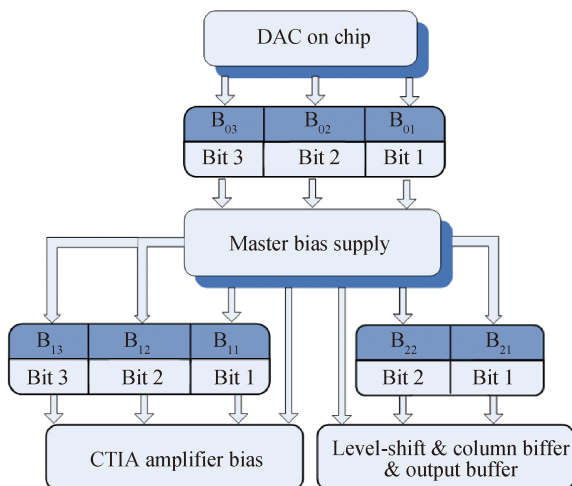 DAC on chip
B03 B02 B01
Bit 3 Bit 2 Bit 1
Master bias supply
B13 B12 B11 B22 B21
Bit 3 Bit 2 Bit 1 Bit 2 Bit 1
CTIA amplifier bias
Level-shift & column biffer
& output buffer